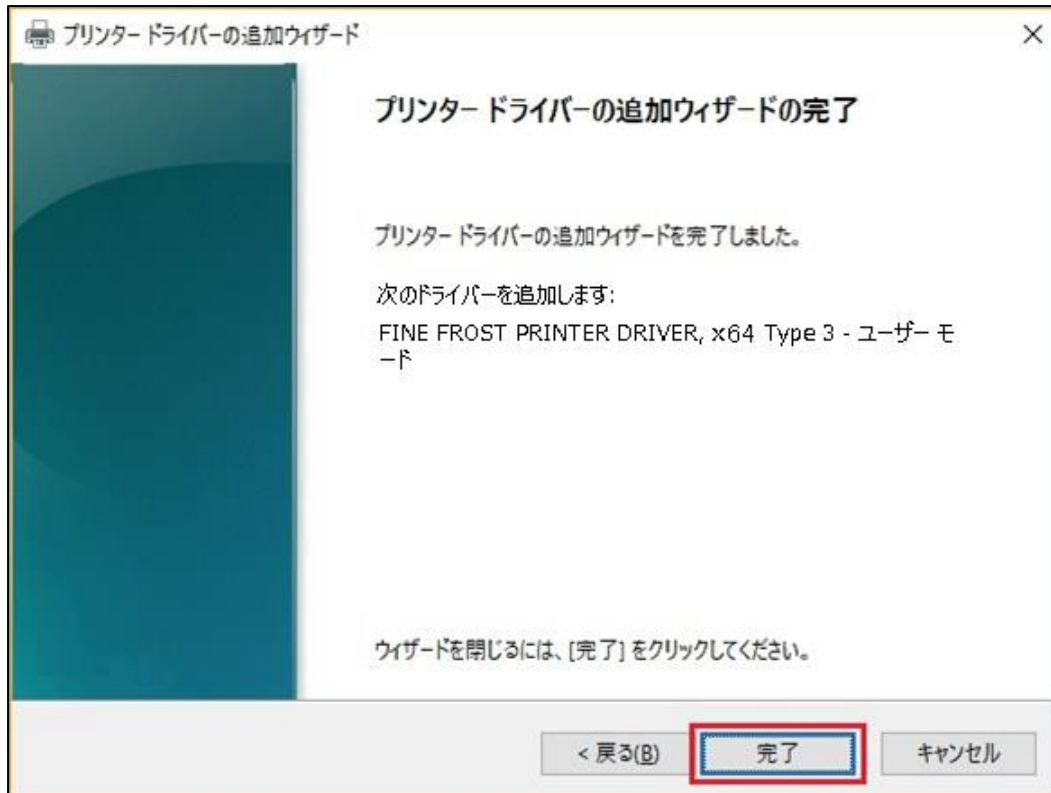 プリンター ドライバーの追加ウィザード
プリンター ドライバーの追加ウィザードの完了
プリンター ドライバーの追加ウィザードを完了しました。
次のドライバーを追加します:
FINE FROST PRINTER DRIVER, x64 Type 3 - ユーザー モ
ード
ウィザードを閉じるには、[完了] をクリックしてください。
< 戻る(B)
完了
キャンセル